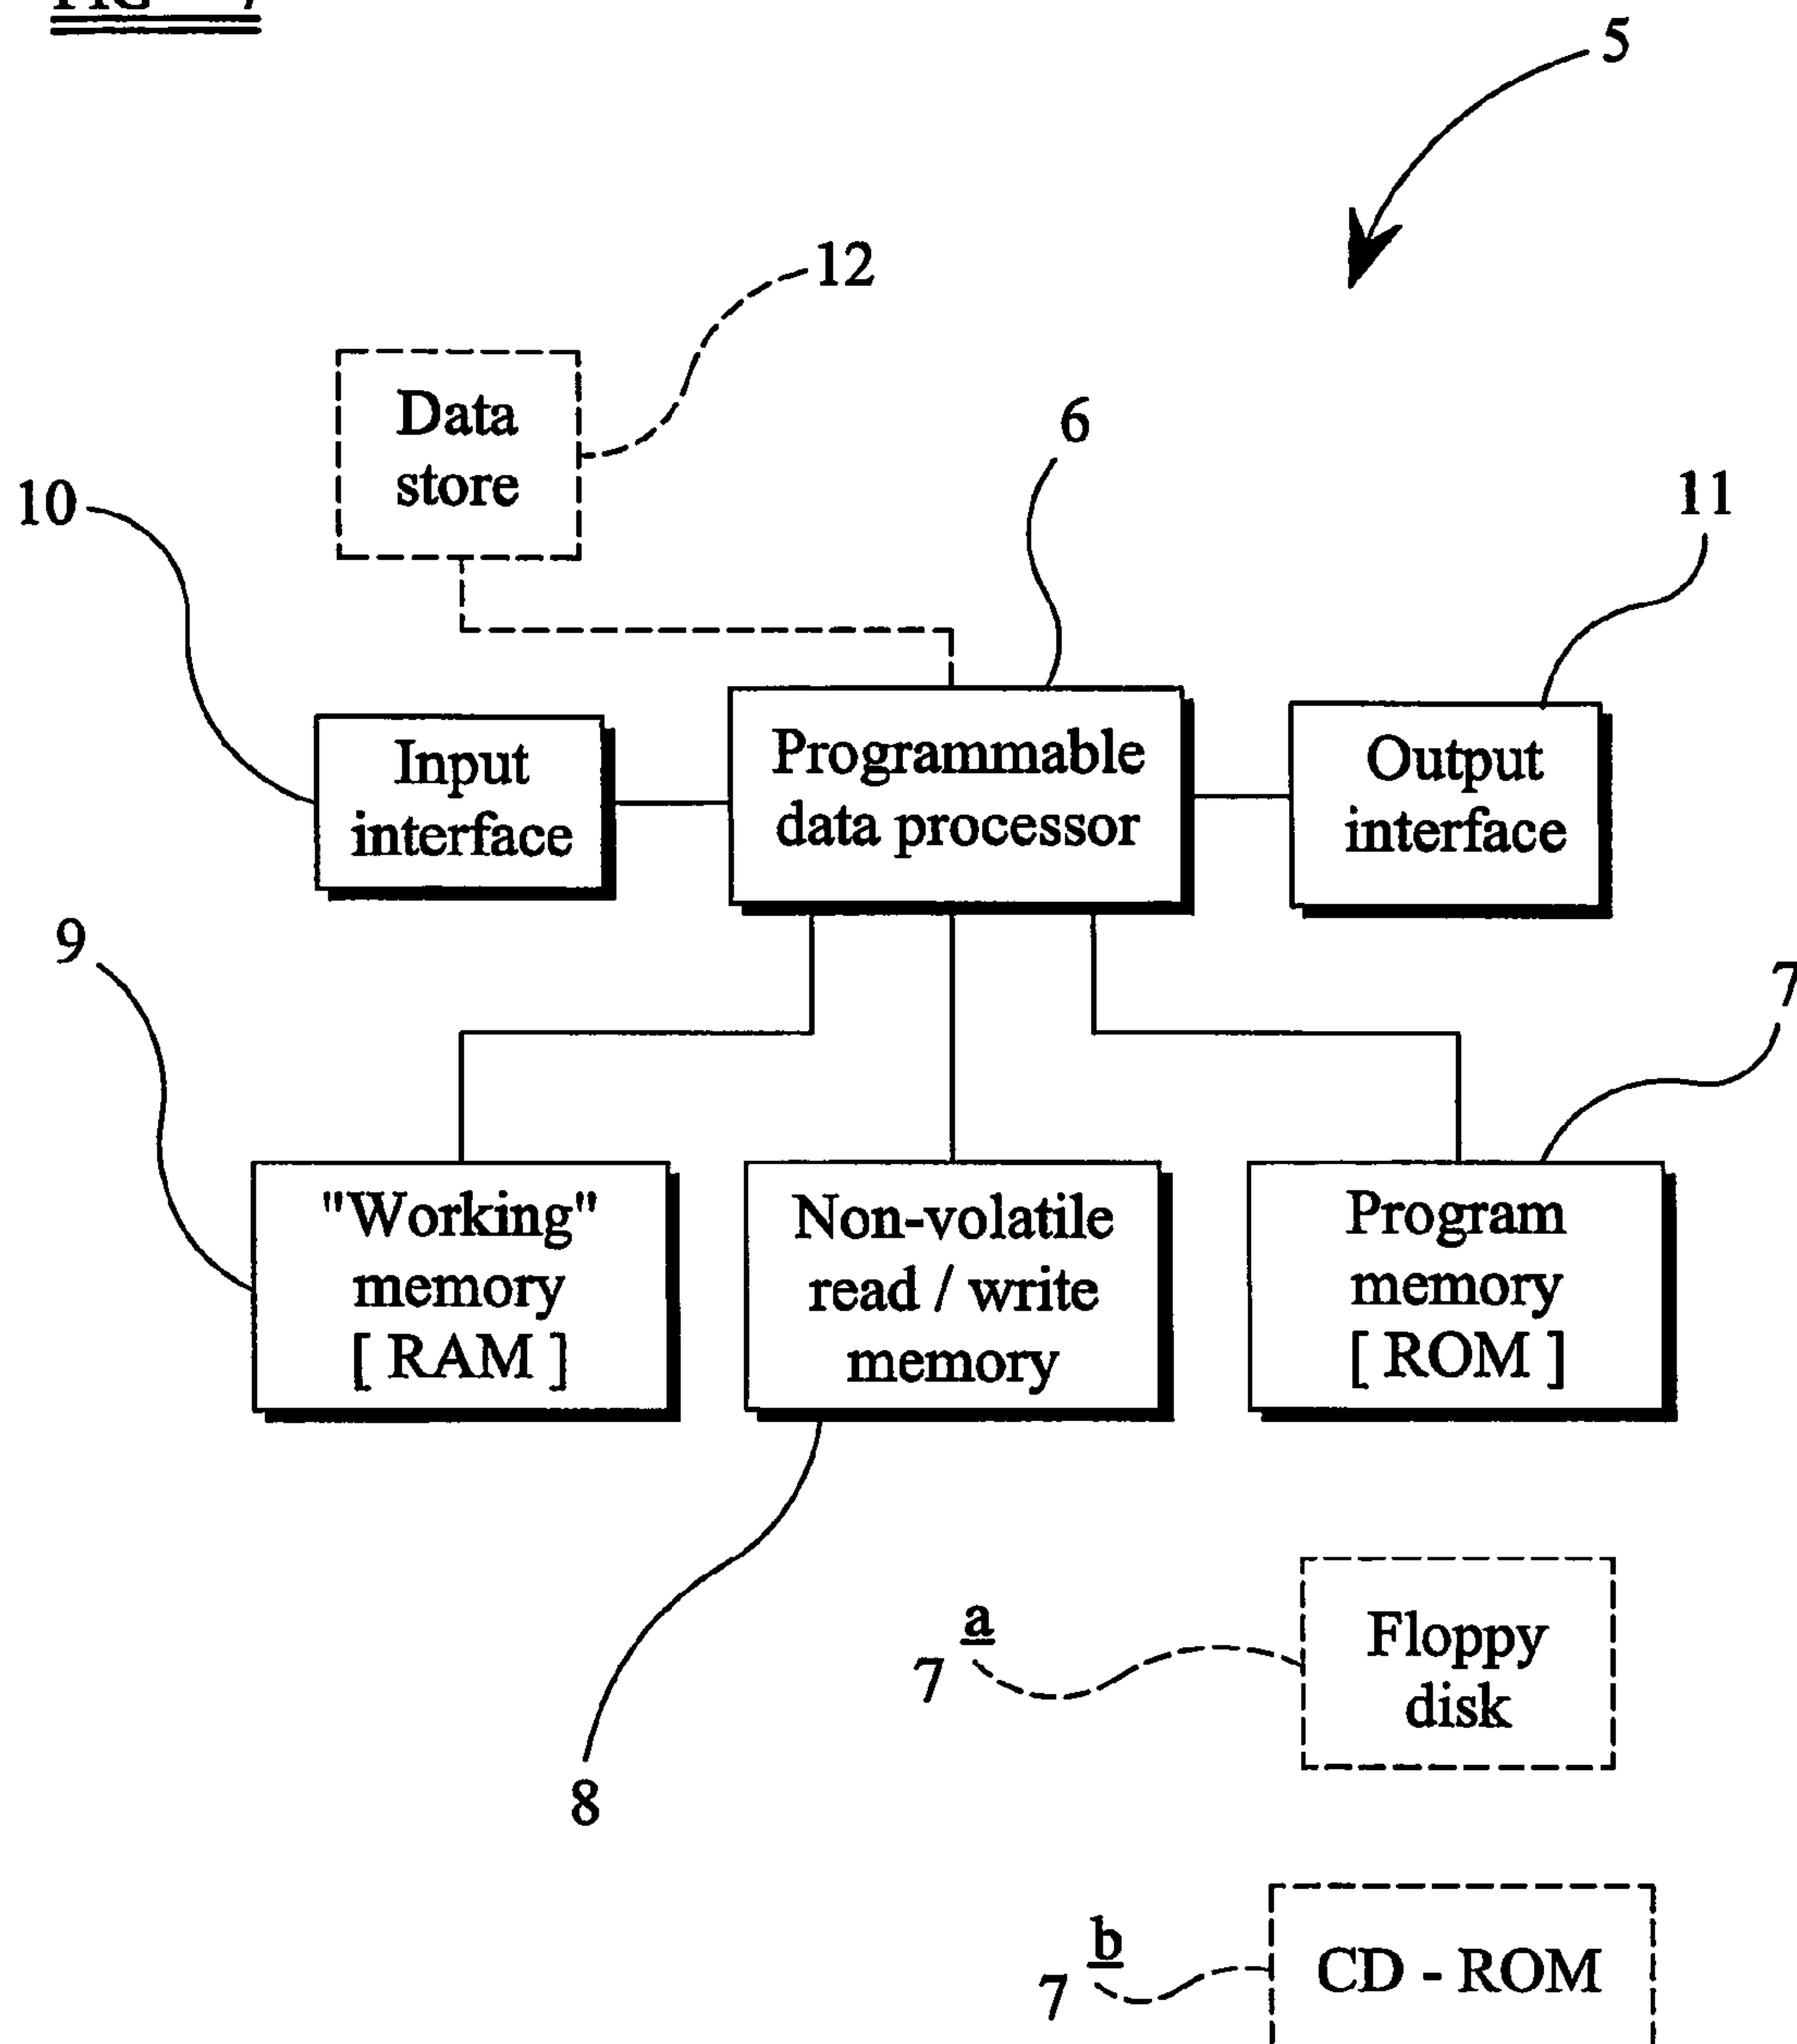 5
12
Data
store
6
10
11
Input
interface
Programmable
data processor
Output
interface
9
7
"Working"
memory
[ RAM ]
Non-volatile
read / write
memory
Program
memory
[ ROM ]
a
7
Floppy
disk
8
b
7
CD - ROM